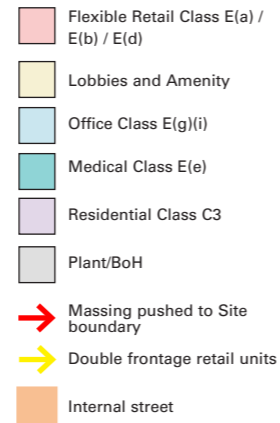 Flexible Retail Class E(a) /
E(b) / E(d)
Lobbies and Amenity
Office Class E(g)(i)
Medical Class E(e)
Residential Class C3
Plant/BoH
Massing pushed to Site
boundary
Double frontage retail units
Internal street